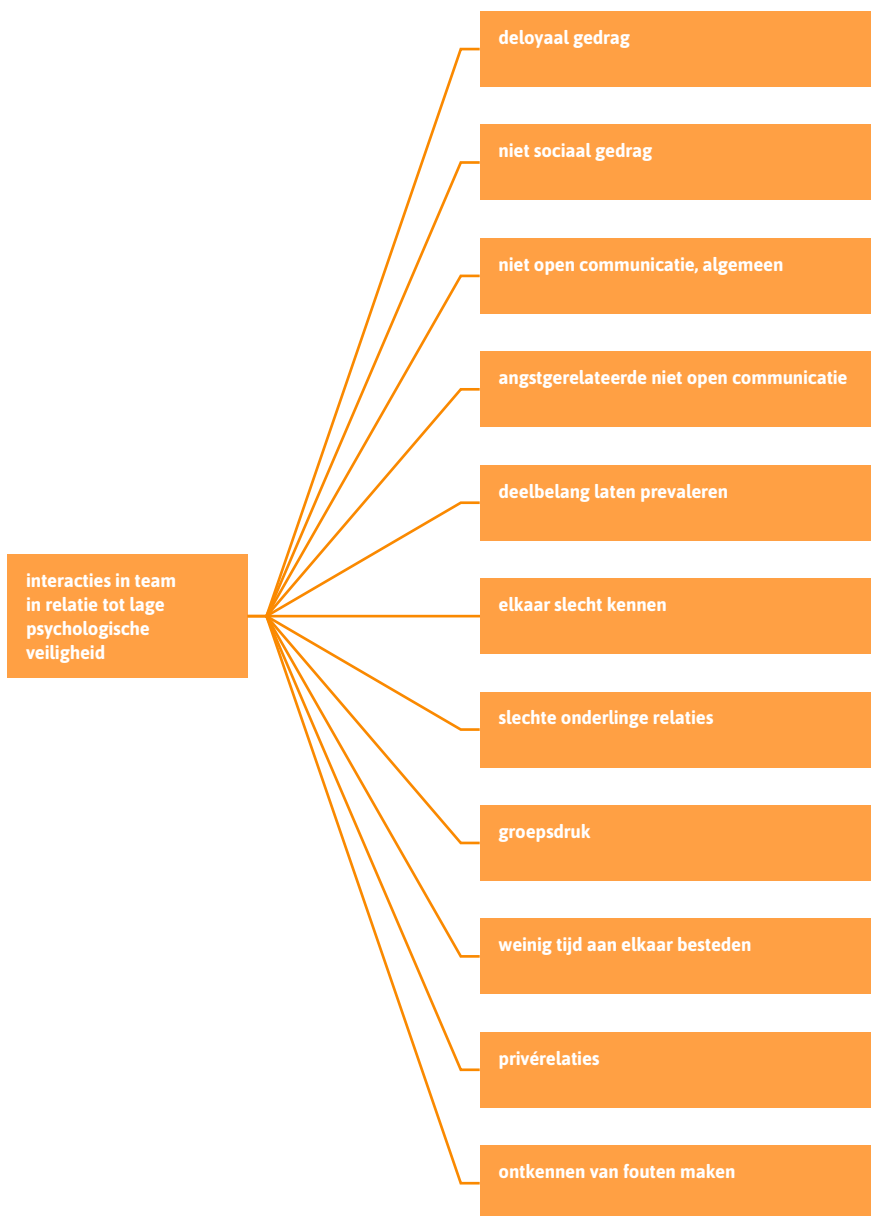 deloyaal gedrag
niet sociaal gedrag
niet open communicatie, algemeen
angstgerelateerde niet open communicatie
deelbelang laten prevaleren
interacties in team
in relatie tot lage
psychologische
veiligheid
elkaar slecht kennen
slechte onderlinge relaties
groepsdruk
weinig tijd aan elkaar besteden
privérelaties
ontkennen van fouten maken